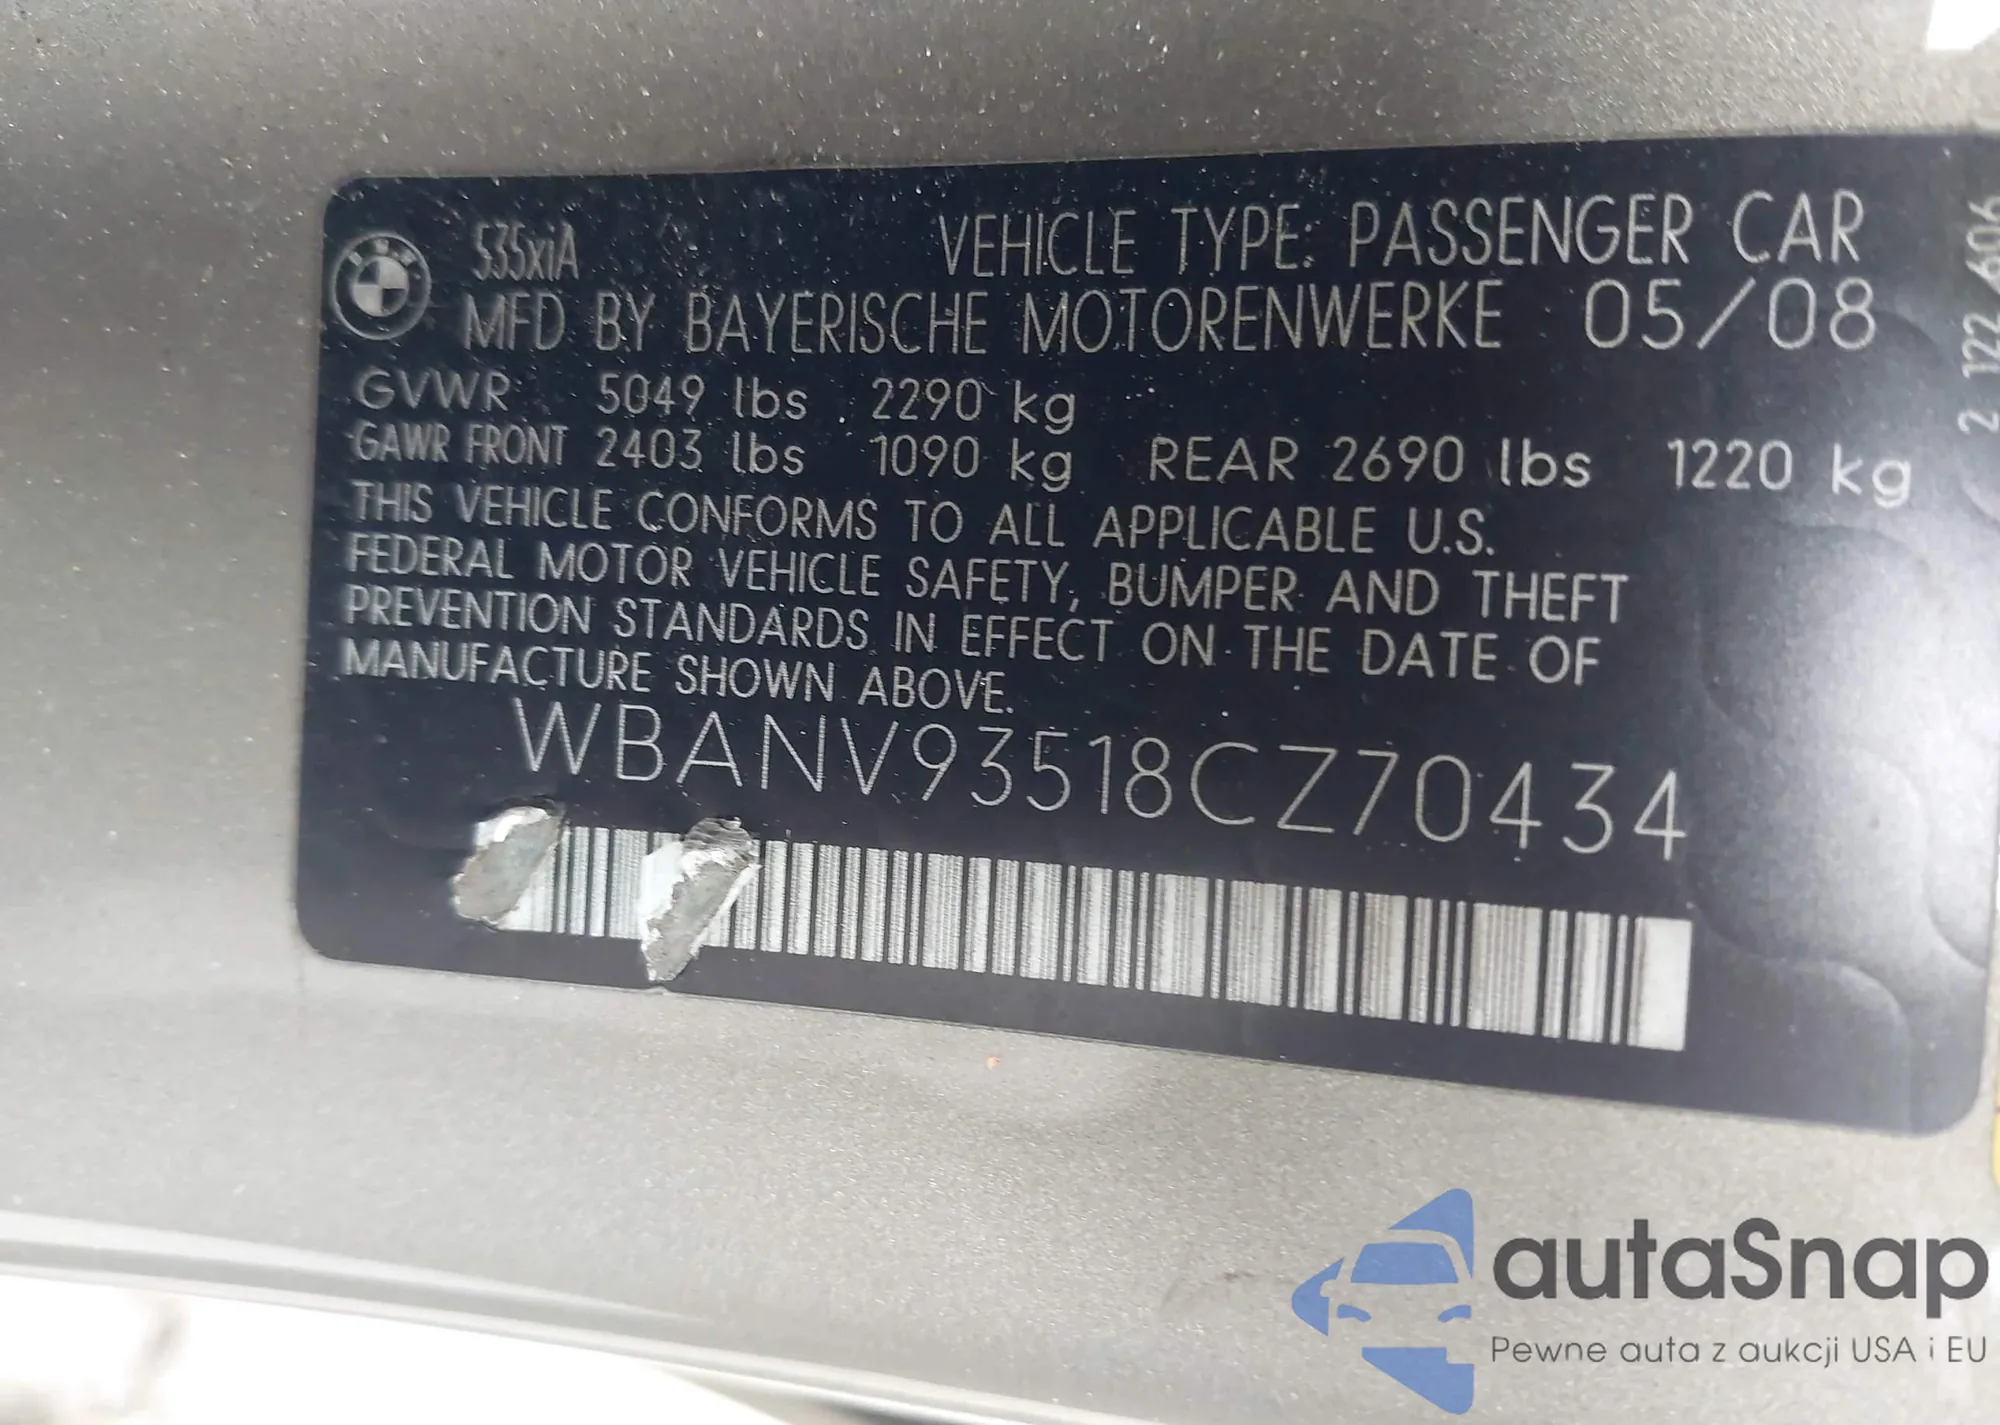 535xiA VEHICLE TYPE: PASSENGER CAR
MFD BY BAYERISCHE MOTORENWERKE 05/08
GVWR 5049 lbs 2290 kg
GAWR FRONT 2403 lbs 1090 kg REAR 2690 lbs 1220 kg
THIS VEHICLE CONFORMS TO ALL APPLICABLE U.S.
FEDERAL MOTOR VEHICLE SAFETY, BUMPER AND THEFT
PREVENTION STANDARDS IN EFFECT ON THE DATE OF
MANUFACTURE SHOWN ABOVE.
WBANV93518CZ70434
2 122 606
autaSnap
Pewne auta z aukcji USA i EU